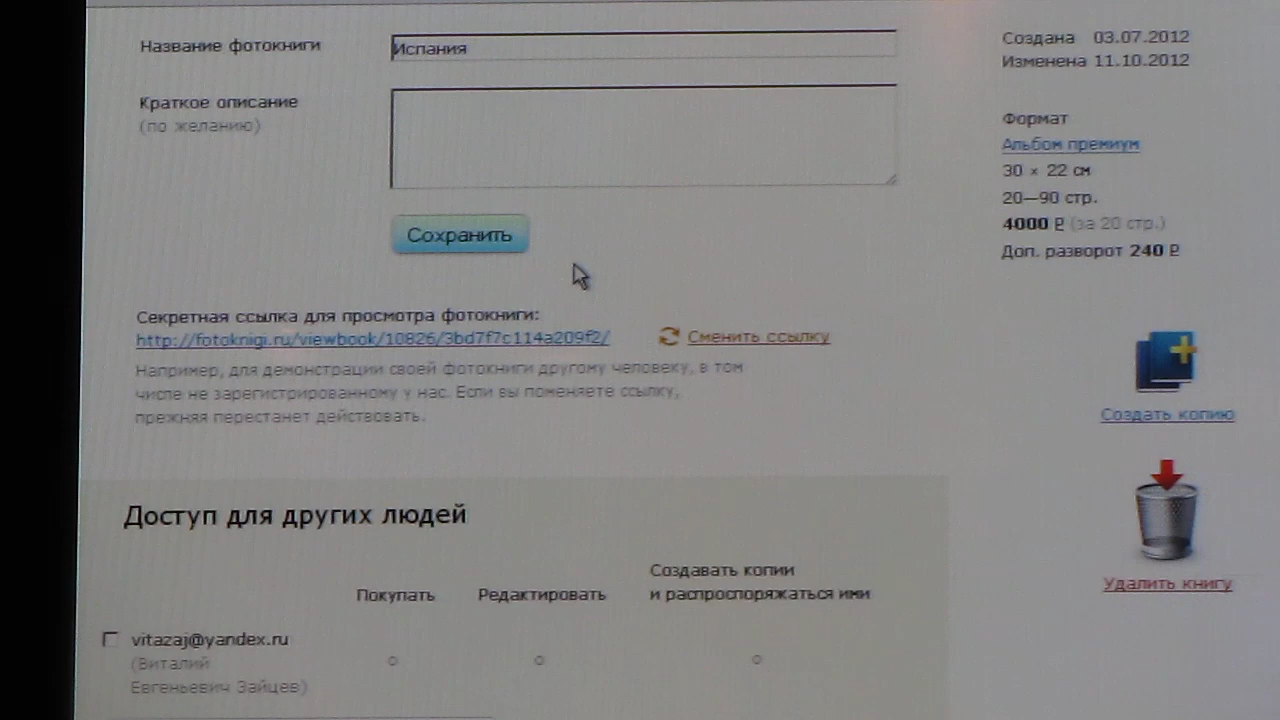 Название фотокниги
Испания
Краткое описание
(по желанию)
Сохранить
Секретная ссылка для просмотра фотокниги:
http://fotoknigi.ru/viewbook/10826/3bd7f7c114a209f2/
Сменить ссылку
Например, для демонстрации своей фотокниги другому человеку, в том
числе не зарегистрированному у нас. Если вы поменяете ссылку,
прежняя перестанет действовать.
Создана 03.07.2012
Изменена 11.10.2012
Формат
Альбом премиум
30 × 22 см
20—90 стр.
4000 ₽ (за 20 стр.)
Доп. разворот 240 ₽
Создать копию
Удалить книгу
Доступ для других людей
Покупать
Редактировать
Создавать копии
и распроспоряжаться ими
vitazaj@yandex.ru
(Виталий
Евгеньевич Зайцев)